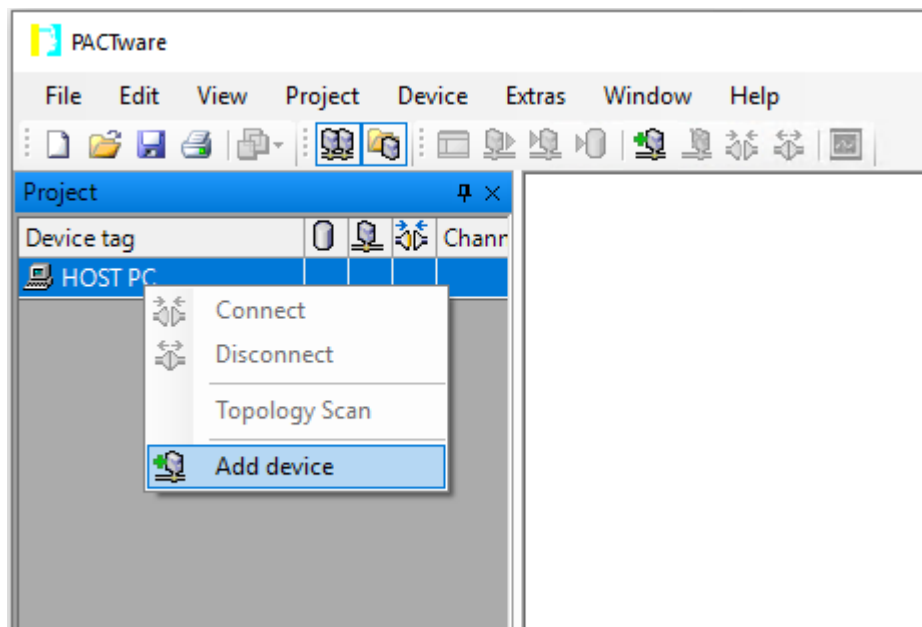 PACTware
File Edit View Project Device Extras Window Help
Project
Device tag Chann
HOST PC
Connect
Disconnect
Topology Scan
Add device